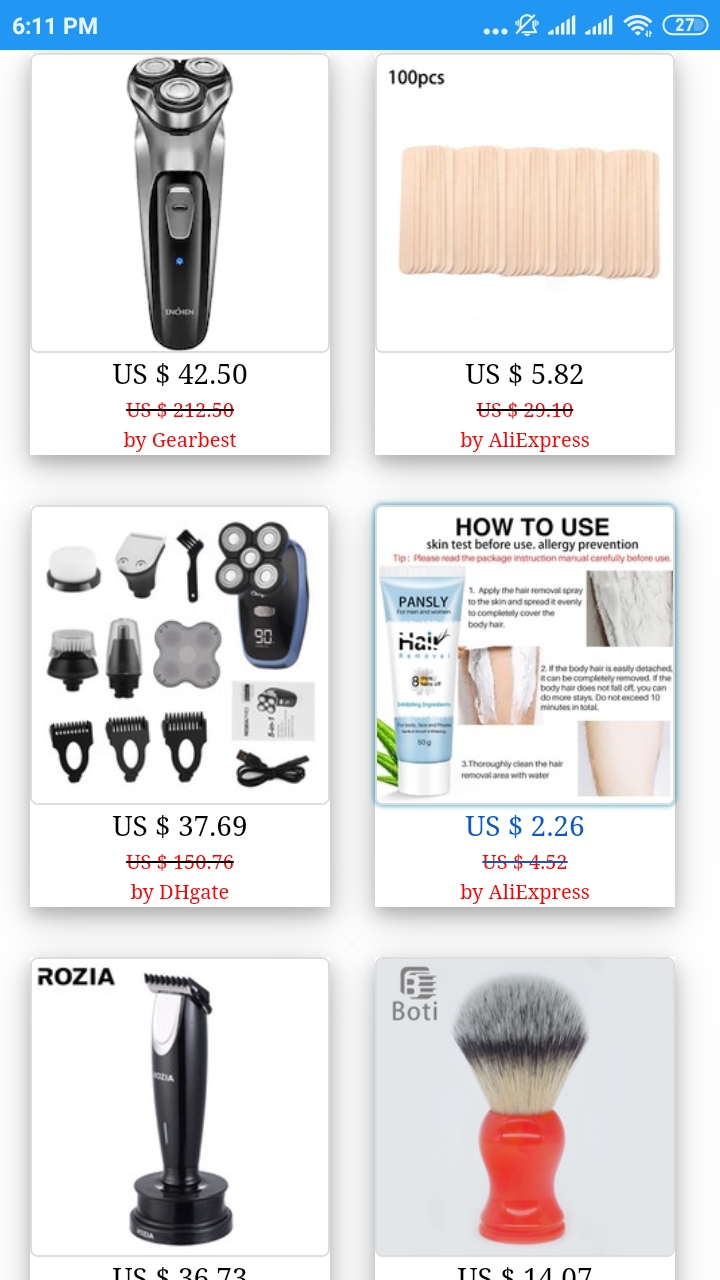 6:11 PM
27
ENCHEN
100pcs
US $ 42.50
US $ 212.50
by Gearbest
US $ 5.82
US $ 29.10
by AliExpress
90
5-in-1
HOW TO USE
skin test before use. allergy prevention
Tip : Please read the package instruction manual carefully before use.
PANSLY
For men and women
Hair
Removal
8
Inhibiting Ingredients
60 g
1. Apply the hair removal spray
to the skin and spread it evenly
to completely cover the
body hair.
2. If the body hair is easily detached,
it can be completely removed. If the
body hair does not fall off, you can
do more stays. Do not exceed 10
minutes in total.
3.Thoroughly clean the hair
removal area with water
US $ 37.69
US $ 150.76
by DHgate
US $ 2.26
US $ 4.52
by AliExpress
ROZIA
ROZIA
ROZIA
Boti
US $ 36.73
US $ 14.07